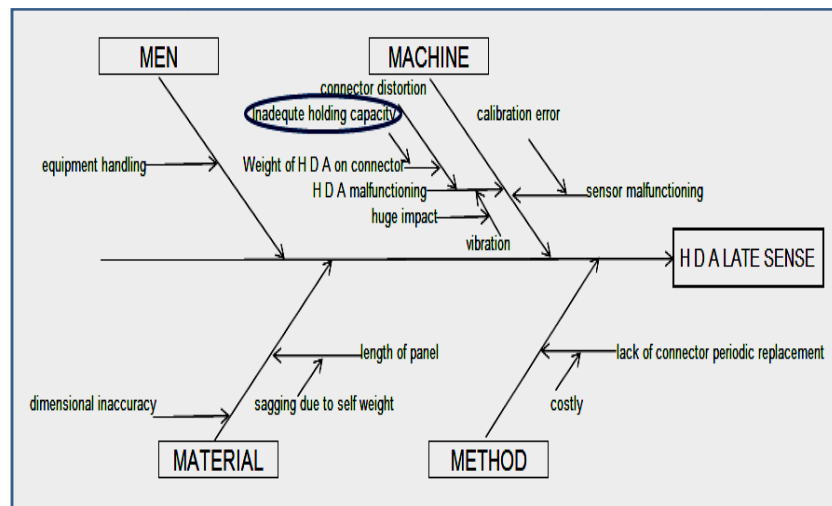 MEN
MACHINE
connector distortion
Inadequte holding capacity
calibration error
equipment handling
Weight of H D A on connector
H D A malfunctioning
sensor malfunctioning
huge impact
vibration
H D A LATE SENSE
length of panel
lack of connector periodic replacement
dimensional inaccuracy
sagging due to self weight
costly
MATERIAL
METHOD